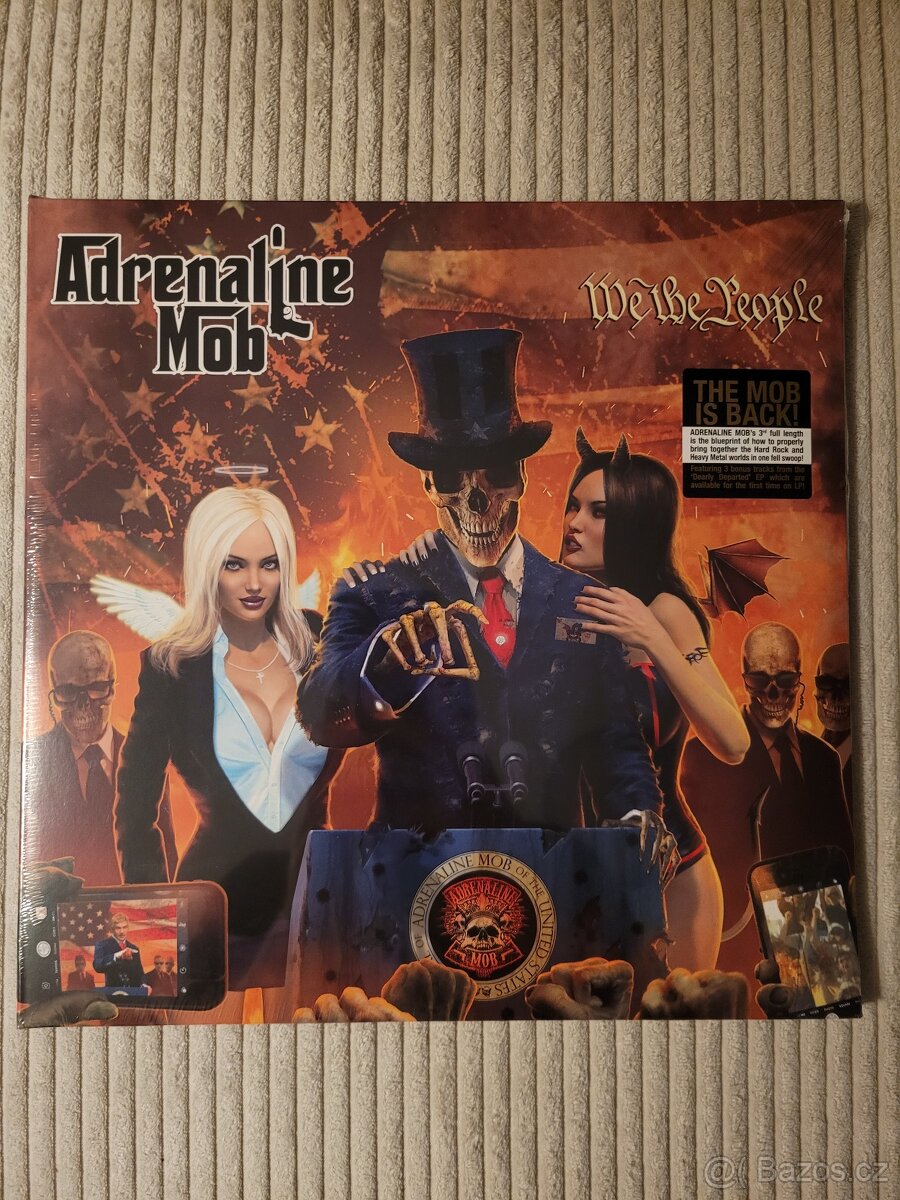 Adrenaline
Mob
We the People
THE MOB
IS BACK!
ADRENALINE MOB's 3rd full length
is the blueprint of how to properly
bring together the Hard Rock and
Heavy Metal worlds in one fell swoop!
Featuring 3 bonus tracks from the
"Dearly Departed" EP which are
available for the first time on LP!
ADRENALINE MOB OF THE UNITED STATES OF
ADRENALINE
MOB
Bazoš.cz